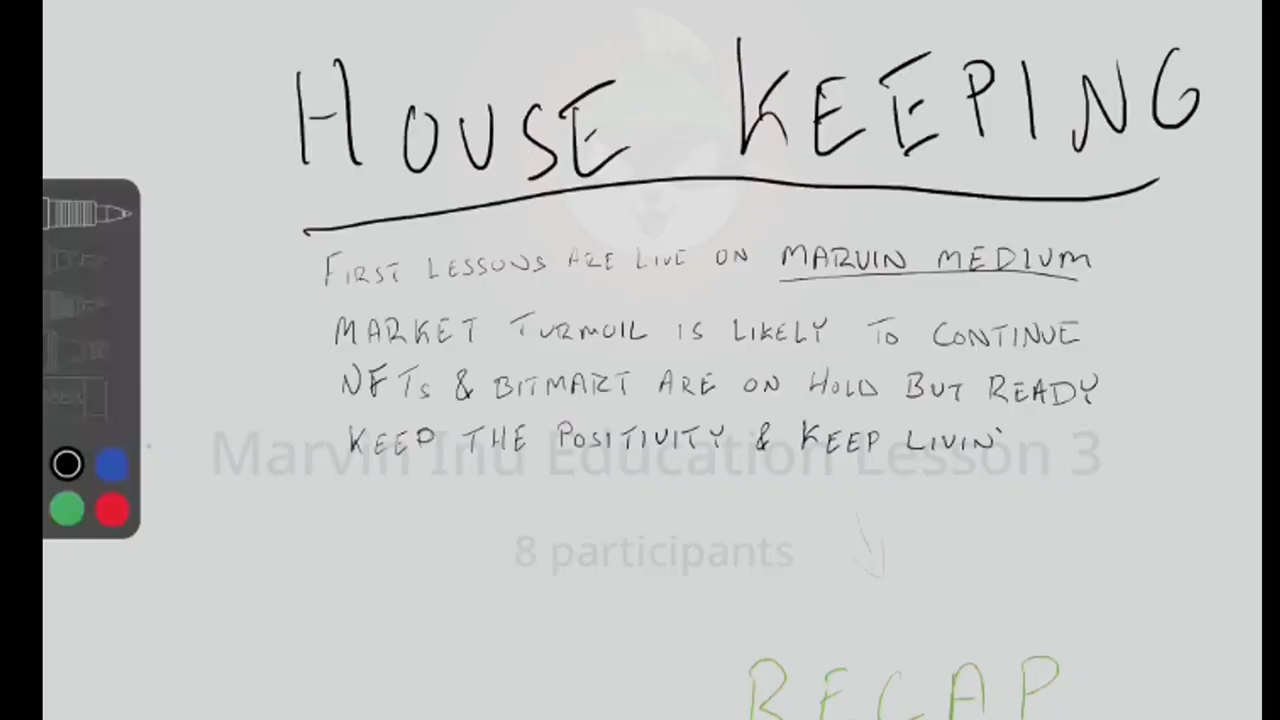 HOUSE KEEPING
FIRST LESSONS ARE LIVE ON MARVIN MEDIUM
MARKET TURMOIL IS LIKELY TO CONTINUE
NFTs & BITMART ARE ON HOLD BUT READY
KEEP THE POSITIVITY & KEEP LIVIN'
Marvin Inu Education Lesson 3
8 participants
RECAP